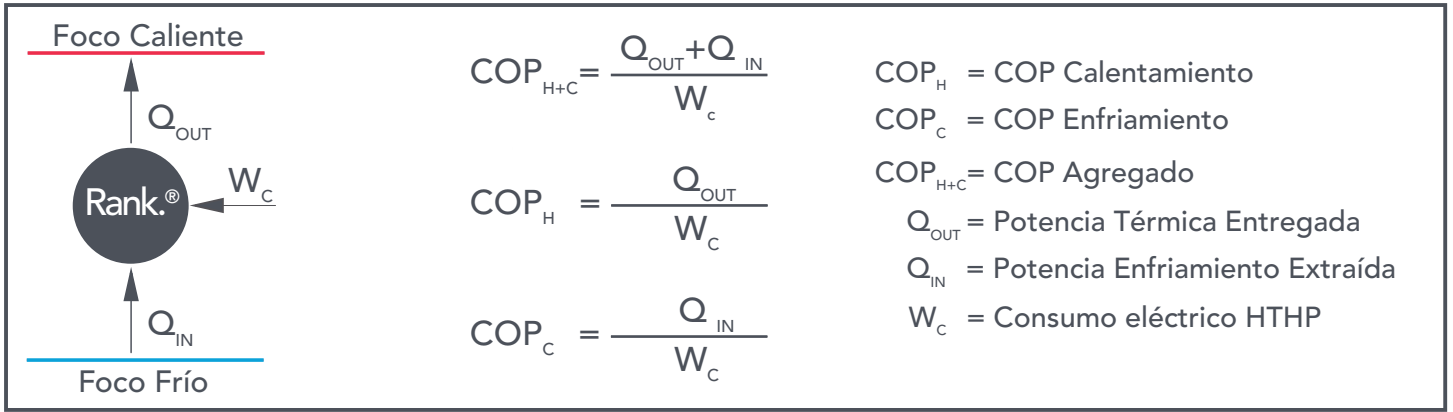 Foco Caliente
Q_OUT
Rank.®
W_C
Q_IN
Foco Frío
COP_H+C = Q_OUT+Q_IN / W_c
COP_H = Q_OUT / W_C
COP_C = Q_IN / W_C
COP_H = COP Calentamiento
COP_C = COP Enfriamiento
COP_H+C = COP Agregado
Q_OUT = Potencia Térmica Entregada
Q_IN = Potencia Enfriamiento Extraída
W_C = Consumo eléctrico HTHP